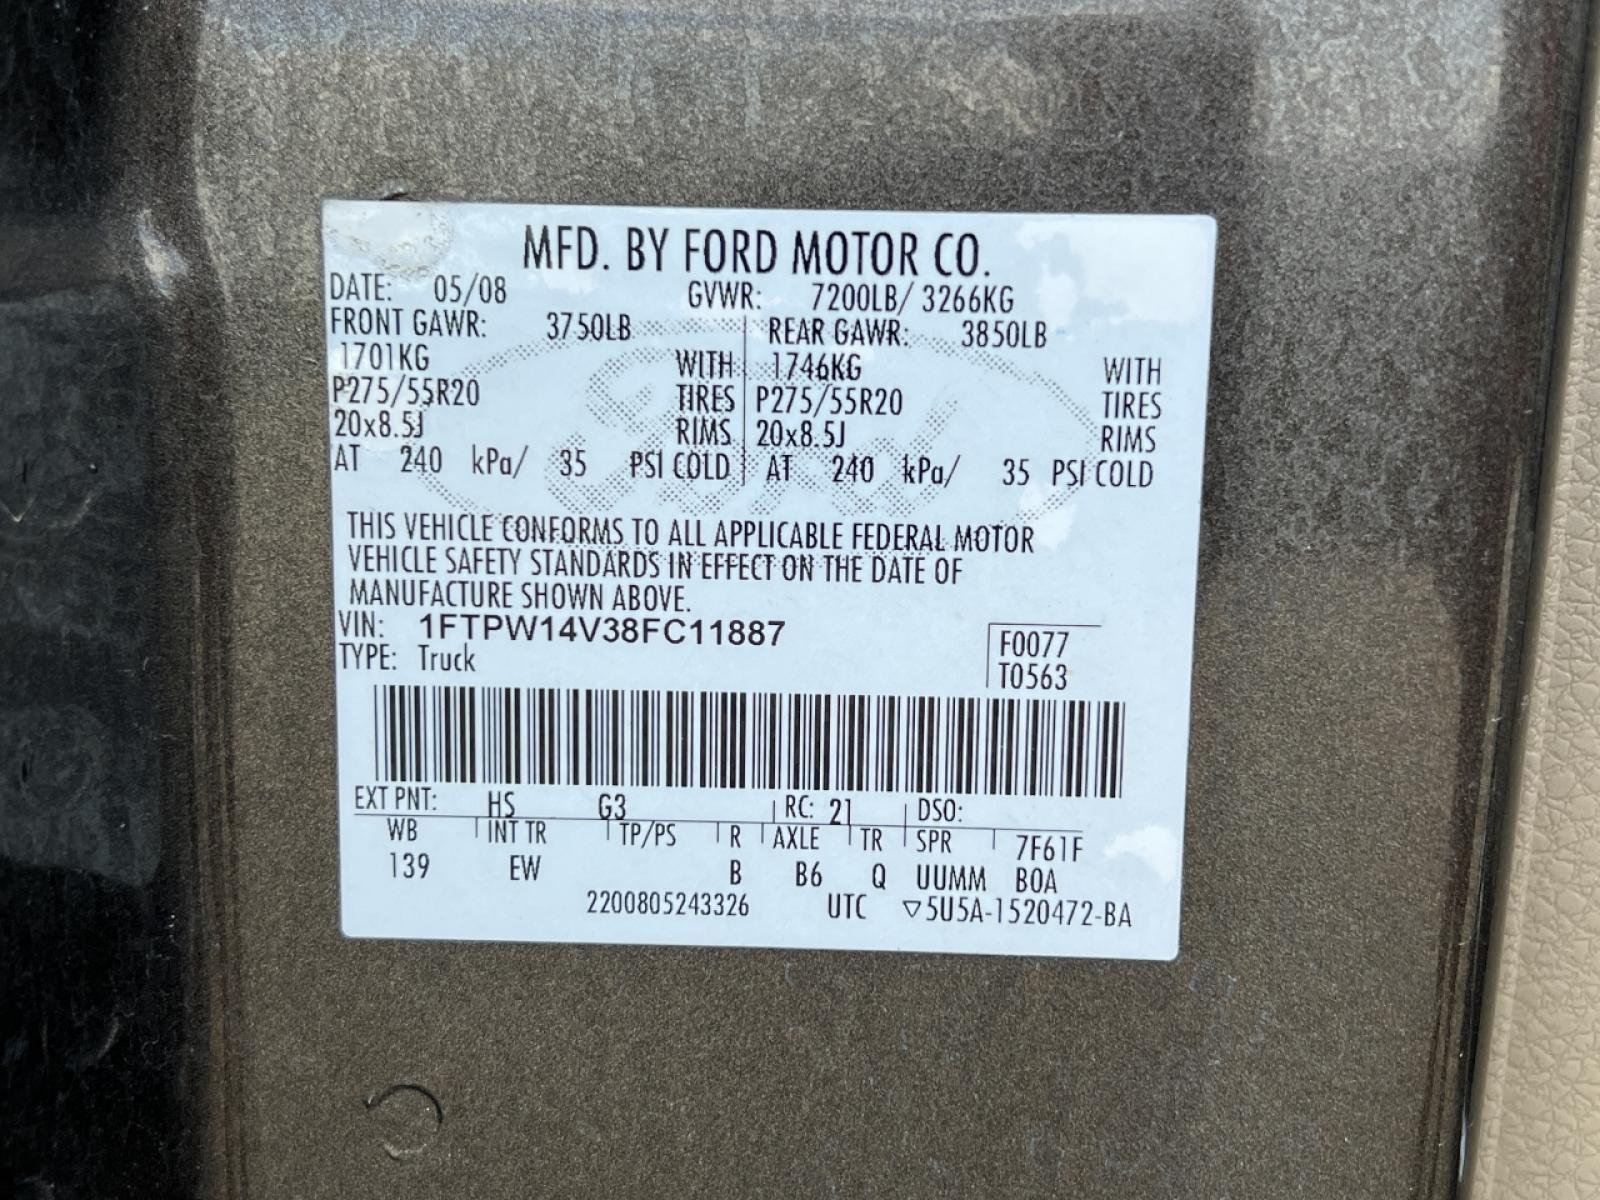 MFD. BY FORD MOTOR CO.
DATE: 05/08 GVWR: 7200LB/ 3266KG
FRONT GAWR: 3750LB REAR GAWR: 3850LB
1701KG WITH 1746KG WITH
P275/55R20 TIRES P275/55R20 TIRES
20x8.5J RIMS 20x8.5J RIMS
AT 240 kPa/ 35 PSI COLD AT 240 kPa/ 35 PSI COLD
THIS VEHICLE CONFORMS TO ALL APPLICABLE FEDERAL MOTOR
VEHICLE SAFETY STANDARDS IN EFFECT ON THE DATE OF
MANUFACTURE SHOWN ABOVE.
VIN: 1FTPW14V38FC11887 F0077
TYPE: Truck T0563
EXT PNT: HS G3 RC: 21 DSO:
WB INT TR TP/PS R AXLE TR SPR 7F61F
139 EW B B6 Q UUMM BOA
2200805243326 UTC ▽5U5A-1520472-BA